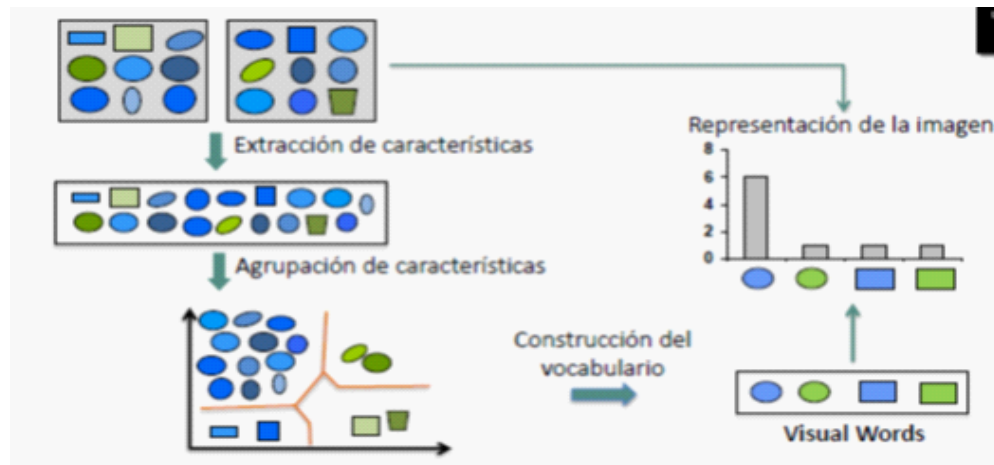 Extracción de características
Agrupación de características
Construcción del
vocabulario
Representación de la imagen
8
6
4
2
0
Visual Words